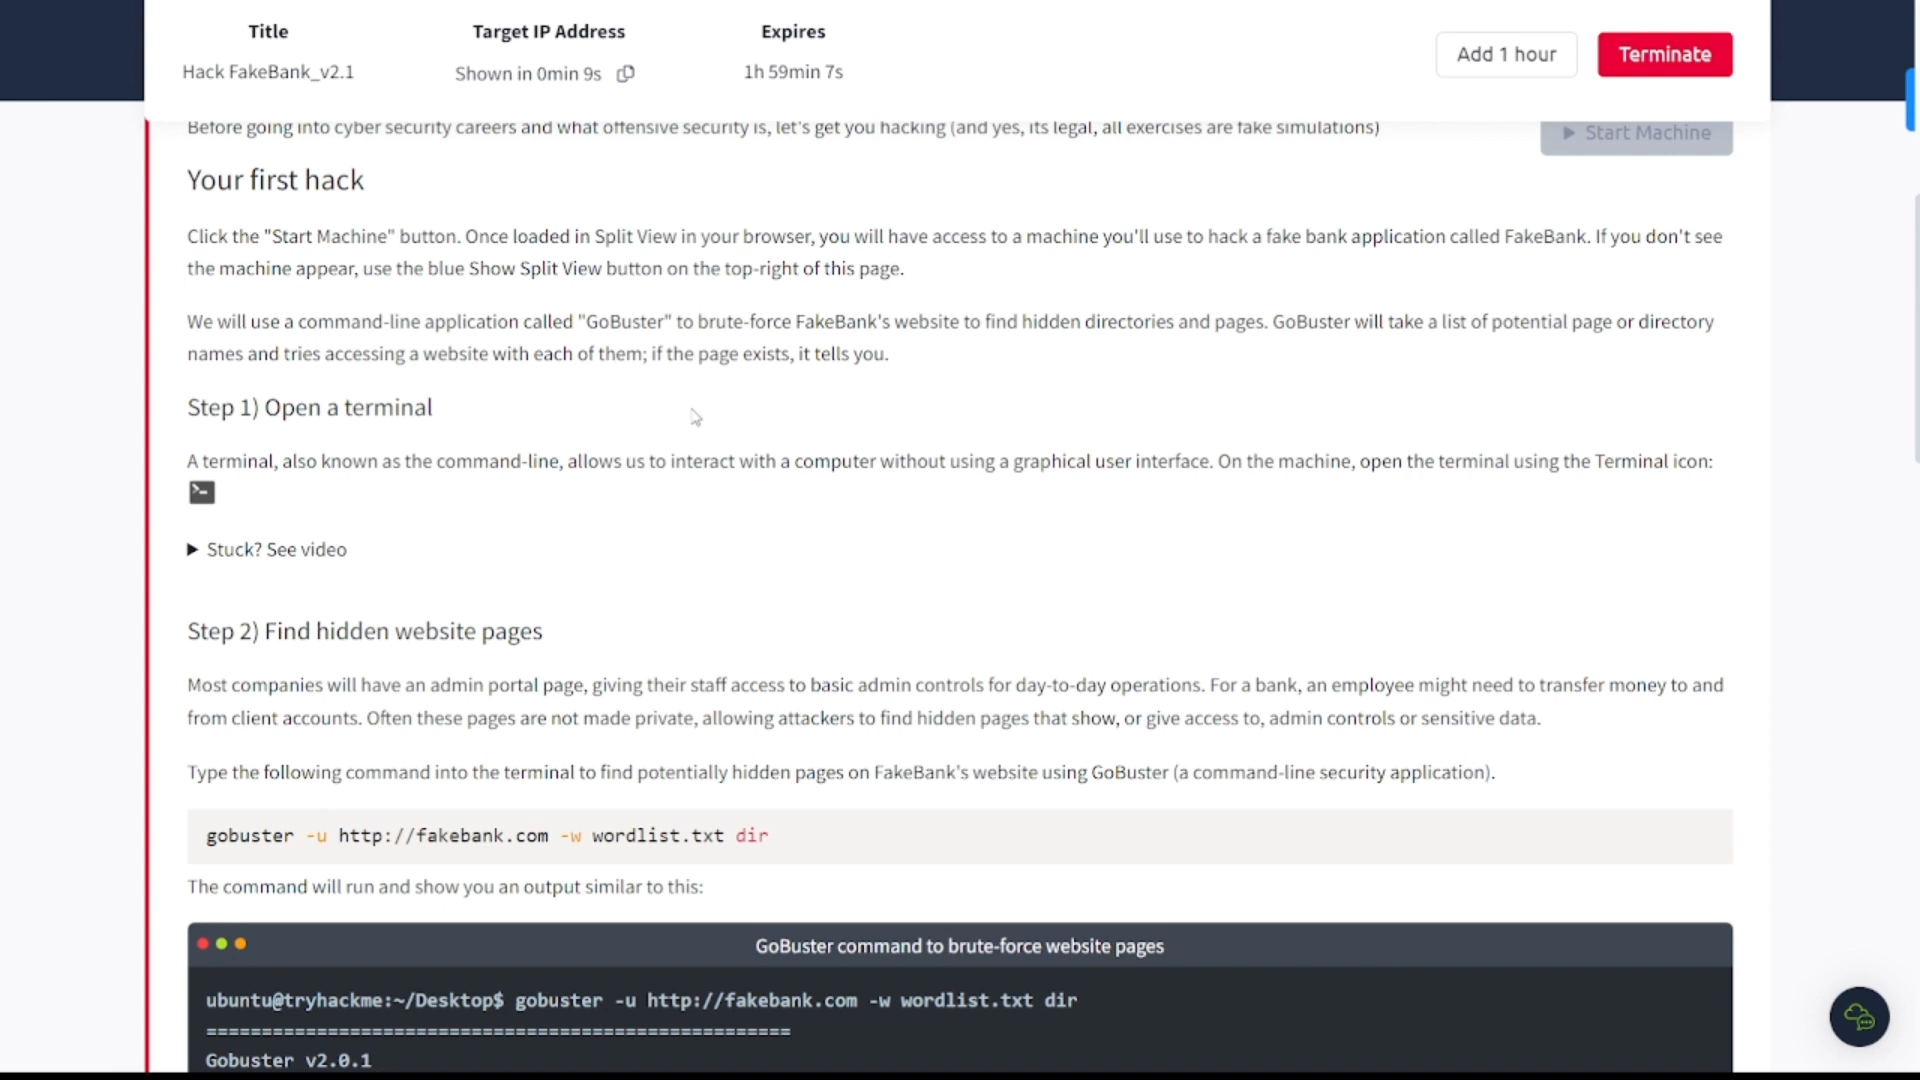 Title
Target IP Address
Expires
Hack FakeBank_v2.1
Shown in 0min 9s
1h 59min 7s
Add 1 hour
Terminate
Before going into cyber security careers and what offensive security is, let's get you hacking (and yes, its legal, all exercises are fake simulations)
Start Machine
Your first hack
Click the "Start Machine" button. Once loaded in Split View in your browser, you will have access to a machine you'll use to hack a fake bank application called FakeBank. If you don't see
the machine appear, use the blue Show Split View button on the top-right of this page.
We will use a command-line application called "GoBuster" to brute-force FakeBank's website to find hidden directories and pages. GoBuster will take a list of potential page or directory
names and tries accessing a website with each of them; if the page exists, it tells you.
Step 1) Open a terminal
A terminal, also known as the command-line, allows us to interact with a computer without using a graphical user interface. On the machine, open the terminal using the Terminal icon:
Stuck? See video
Step 2) Find hidden website pages
Most companies will have an admin portal page, giving their staff access to basic admin controls for day-to-day operations. For a bank, an employee might need to transfer money to and
from client accounts. Often these pages are not made private, allowing attackers to find hidden pages that show, or give access to, admin controls or sensitive data.
Type the following command into the terminal to find potentially hidden pages on FakeBank's website using GoBuster (a command-line security application).
gobuster -u http://fakebank.com -w wordlist.txt dir
The command will run and show you an output similar to this:
GoBuster command to brute-force website pages
ubuntu@tryhackme:~/Desktop$ gobuster -u http://fakebank.com -w wordlist.txt dir
=====================================================
Gobuster v2.0.1